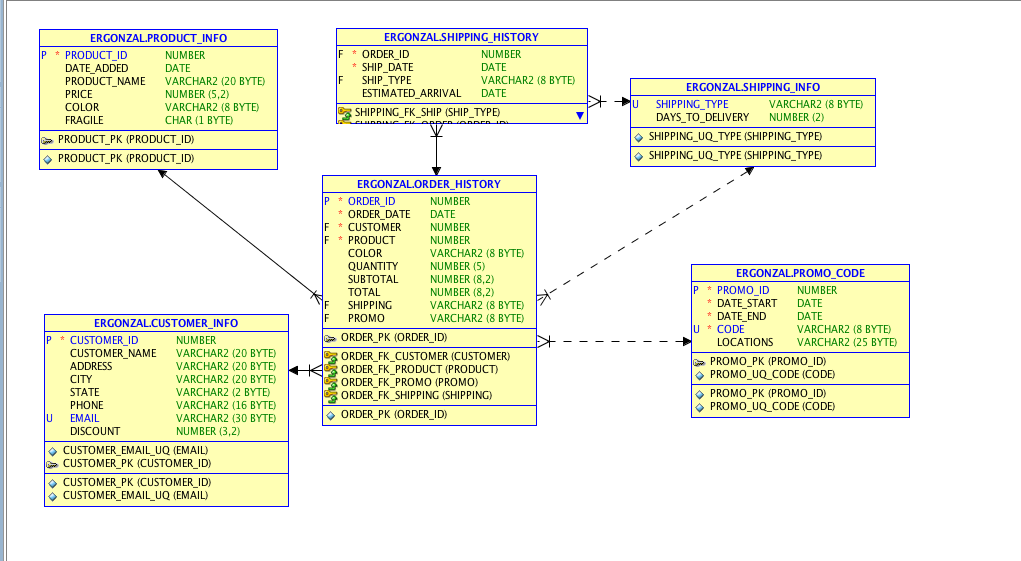 ERGONZAL.PRODUCT_INFO
P * PRODUCT_ID NUMBER
DATE_ADDED DATE
PRODUCT_NAME VARCHAR2 (20 BYTE)
PRICE NUMBER (5,2)
COLOR VARCHAR2 (8 BYTE)
FRAGILE CHAR (1 BYTE)
PRODUCT_PK (PRODUCT_ID)
PRODUCT_PK (PRODUCT_ID)
ERGONZAL.SHIPPING_HISTORY
F * ORDER_ID NUMBER
* SHIP_DATE DATE
F SHIP_TYPE VARCHAR2 (8 BYTE)
ESTIMATED_ARRIVAL DATE
SHIPPING_FK_SHIP (SHIP_TYPE)
SHIPPING_FK_ORDER (ORDER_ID)
ERGONZAL.SHIPPING_INFO
U SHIPPING_TYPE VARCHAR2 (8 BYTE)
DAYS_TO_DELIVERY NUMBER (2)
SHIPPING_UQ_TYPE (SHIPPING_TYPE)
SHIPPING_UQ_TYPE (SHIPPING_TYPE)
ERGONZAL.ORDER_HISTORY
P * ORDER_ID NUMBER
* ORDER_DATE DATE
F * CUSTOMER NUMBER
F * PRODUCT NUMBER
COLOR VARCHAR2 (8 BYTE)
QUANTITY NUMBER (5)
SUBTOTAL NUMBER (8,2)
TOTAL NUMBER (8,2)
F SHIPPING VARCHAR2 (8 BYTE)
F PROMO VARCHAR2 (8 BYTE)
ORDER_PK (ORDER_ID)
ORDER_FK_CUSTOMER (CUSTOMER)
ORDER_FK_PRODUCT (PRODUCT)
ORDER_FK_PROMO (PROMO)
ORDER_FK_SHIPPING (SHIPPING)
ORDER_PK (ORDER_ID)
ERGONZAL.PROMO_CODE
P * PROMO_ID NUMBER
* DATE_START DATE
* DATE_END DATE
U * CODE VARCHAR2 (8 BYTE)
LOCATIONS VARCHAR2 (25 BYTE)
PROMO_PK (PROMO_ID)
PROMO_UQ_CODE (CODE)
PROMO_PK (PROMO_ID)
PROMO_UQ_CODE (CODE)
ERGONZAL.CUSTOMER_INFO
P * CUSTOMER_ID NUMBER
CUSTOMER_NAME VARCHAR2 (20 BYTE)
ADDRESS VARCHAR2 (20 BYTE)
CITY VARCHAR2 (20 BYTE)
STATE VARCHAR2 (2 BYTE)
PHONE VARCHAR2 (16 BYTE)
U EMAIL VARCHAR2 (30 BYTE)
DISCOUNT NUMBER (3,2)
CUSTOMER_EMAIL_UQ (EMAIL)
CUSTOMER_PK (CUSTOMER_ID)
CUSTOMER_PK (CUSTOMER_ID)
CUSTOMER_EMAIL_UQ (EMAIL)